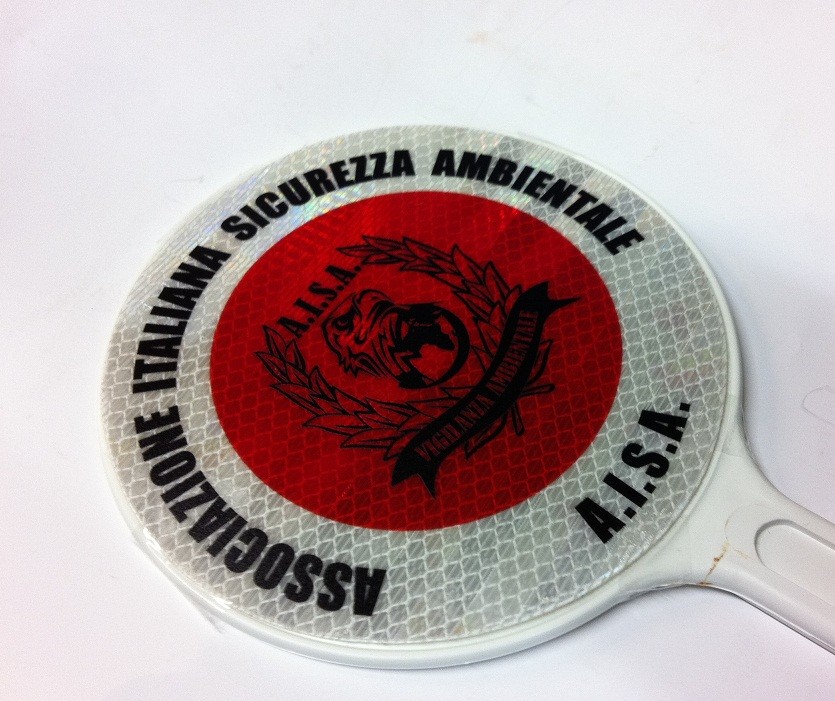 ASSOCIAZIONE ITALIANA SICUREZZA AMBIENTALE
A.I.S.A.
A.I.S.A.
VIGILANZA AMBIENTALE